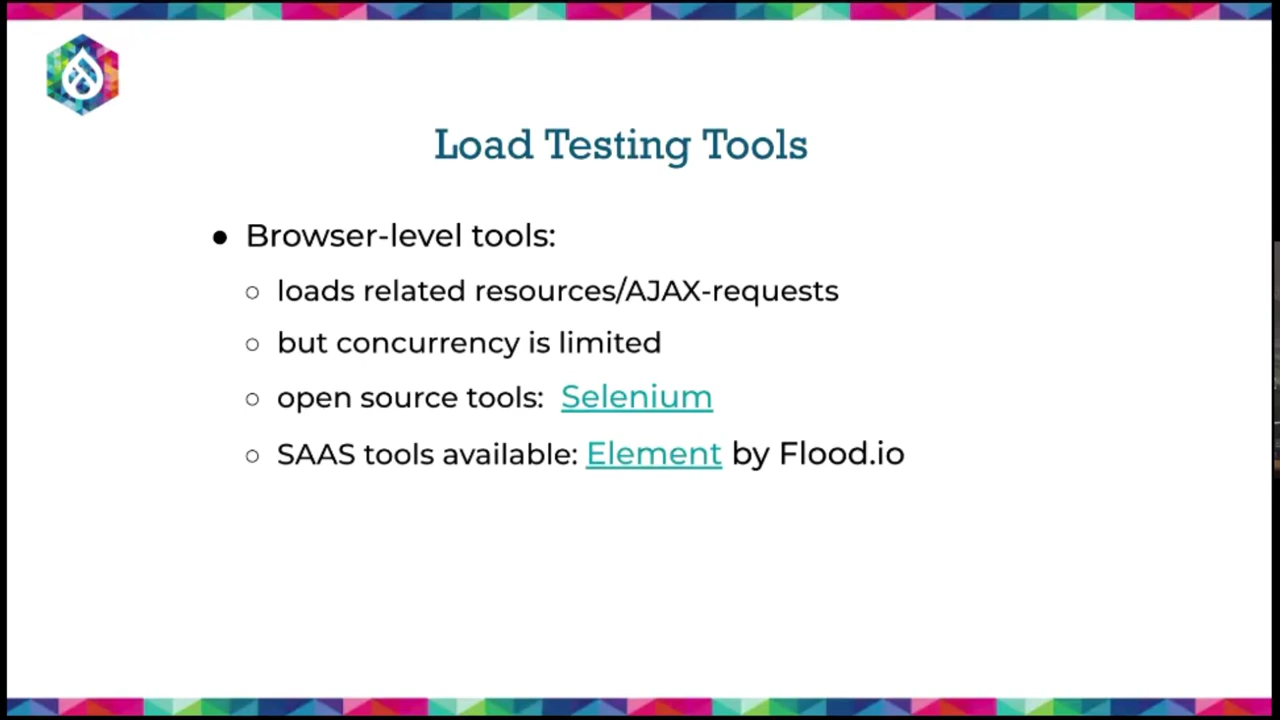 Load Testing Tools
● Browser-level tools:
○ loads related resources/AJAX-requests
○ but concurrency is limited
○ open source tools: Selenium
○ SAAS tools available: Element by Flood.io